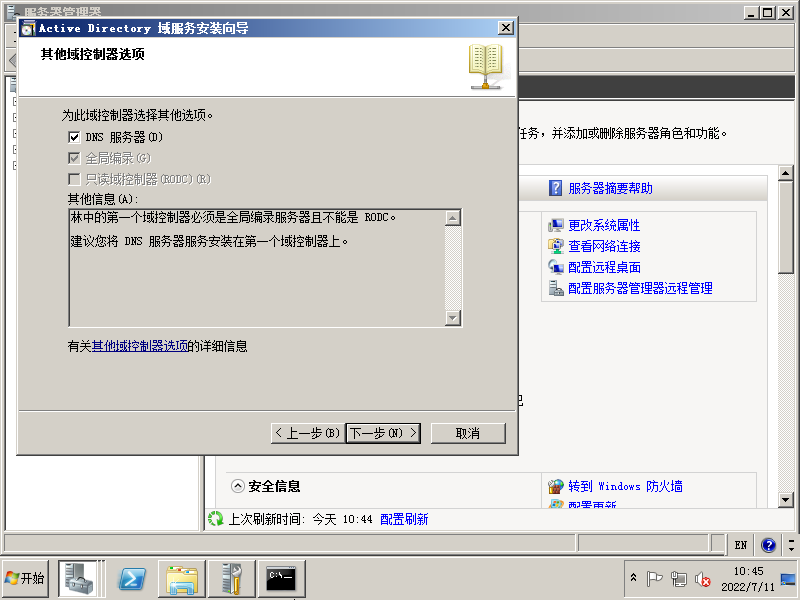 服务器管理器
Active Directory 域服务安装向导
其他域控制器选项
为此域控制器选择其他选项。
DNS 服务器(D)
全局编录(G)
只读域控制器(RODC)(R)
其他信息(A):
林中的第一个域控制器必须是全局编录服务器且不能是 RODC。
建议您将 DNS 服务器服务安装在第一个域控制器上。
有关其他域控制器选项的详细信息
< 上一步(B)
下一步(N) >
取消
任务，并添加或删除服务器角色和功能。
服务器摘要帮助
更改系统属性
查看网络连接
配置远程桌面
配置服务器管理器远程管理
安全信息
转到 Windows 防火墙
配置更新
上次刷新时间: 今天 10:44 配置刷新
EN
开始
C:\
10:45
2022/7/11